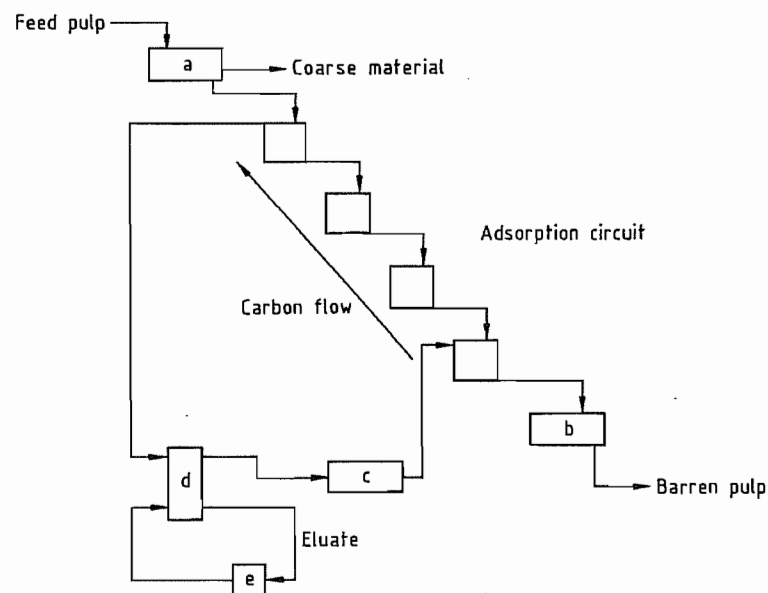 Feed pulp
a
Coarse material
Adsorption circuit
Carbon flow
b
d
c
Barren pulp
Eluate
e